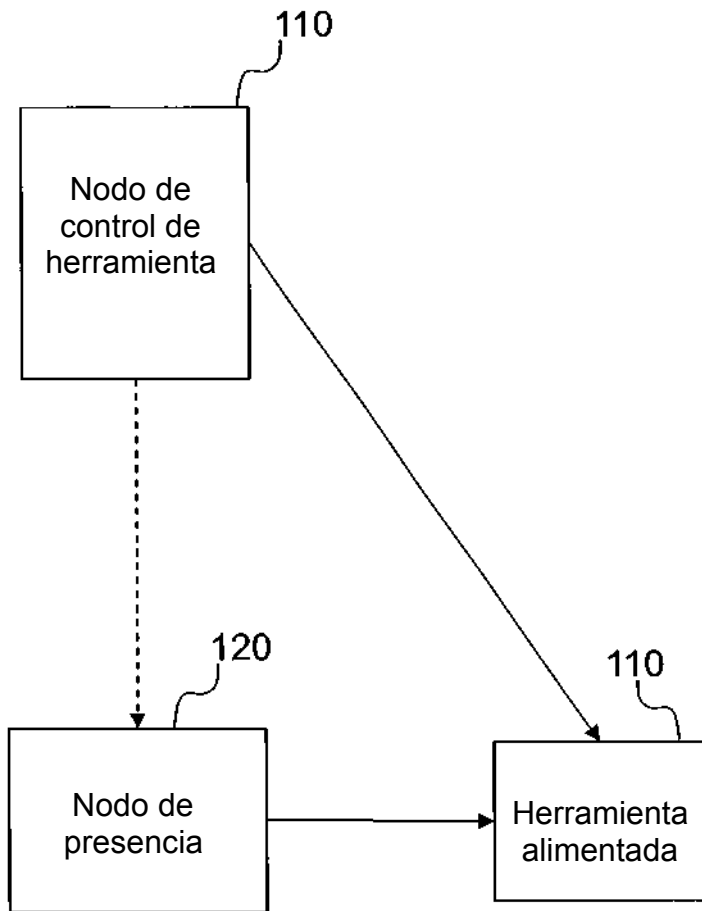 110
Nodo de
control de
herramienta
120
110
Nodo de
presencia
Herramienta
alimentada